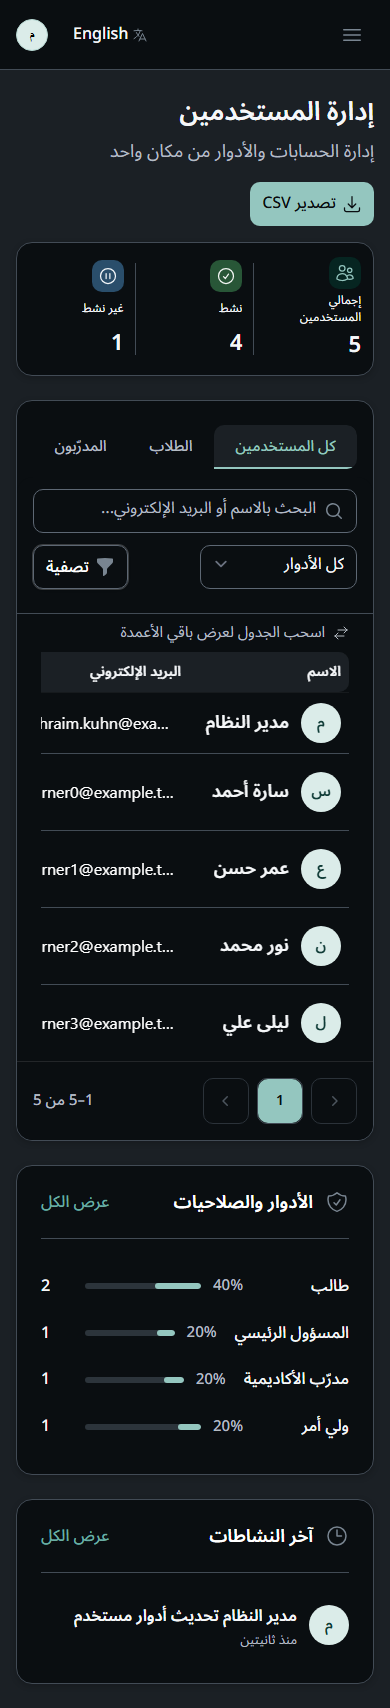 English
م
إدارة المستخدمين
إدارة الحسابات والأدوار من مكان واحد
تصدير CSV
إجمالي المستخدمين
5
نشط
4
غير نشط
1
كل المستخدمين
الطلاب
المدرّبون
البحث بالاسم أو البريد الإلكتروني...
كل الأدوار
تصفية
اسحب الجدول لعرض باقي الأعمدة
الاسم
البريد الإلكتروني
م
مدير النظام
hraim.kuhn@exa...
س
سارة أحمد
rner0@example.t...
ع
عمر حسن
rner1@example.t...
ن
نور محمد
rner2@example.t...
ل
ليلى علي
rner3@example.t...
1
1–5 من 5
الأدوار والصلاحيات
عرض الكل
طالب
40%
2
المسؤول الرئيسي
20%
1
مدرّب الأكاديمية
20%
1
ولي أمر
20%
1
آخر النشاطات
عرض الكل
م
مدير النظام تحديث أدوار مستخدم
منذ ثانيتين